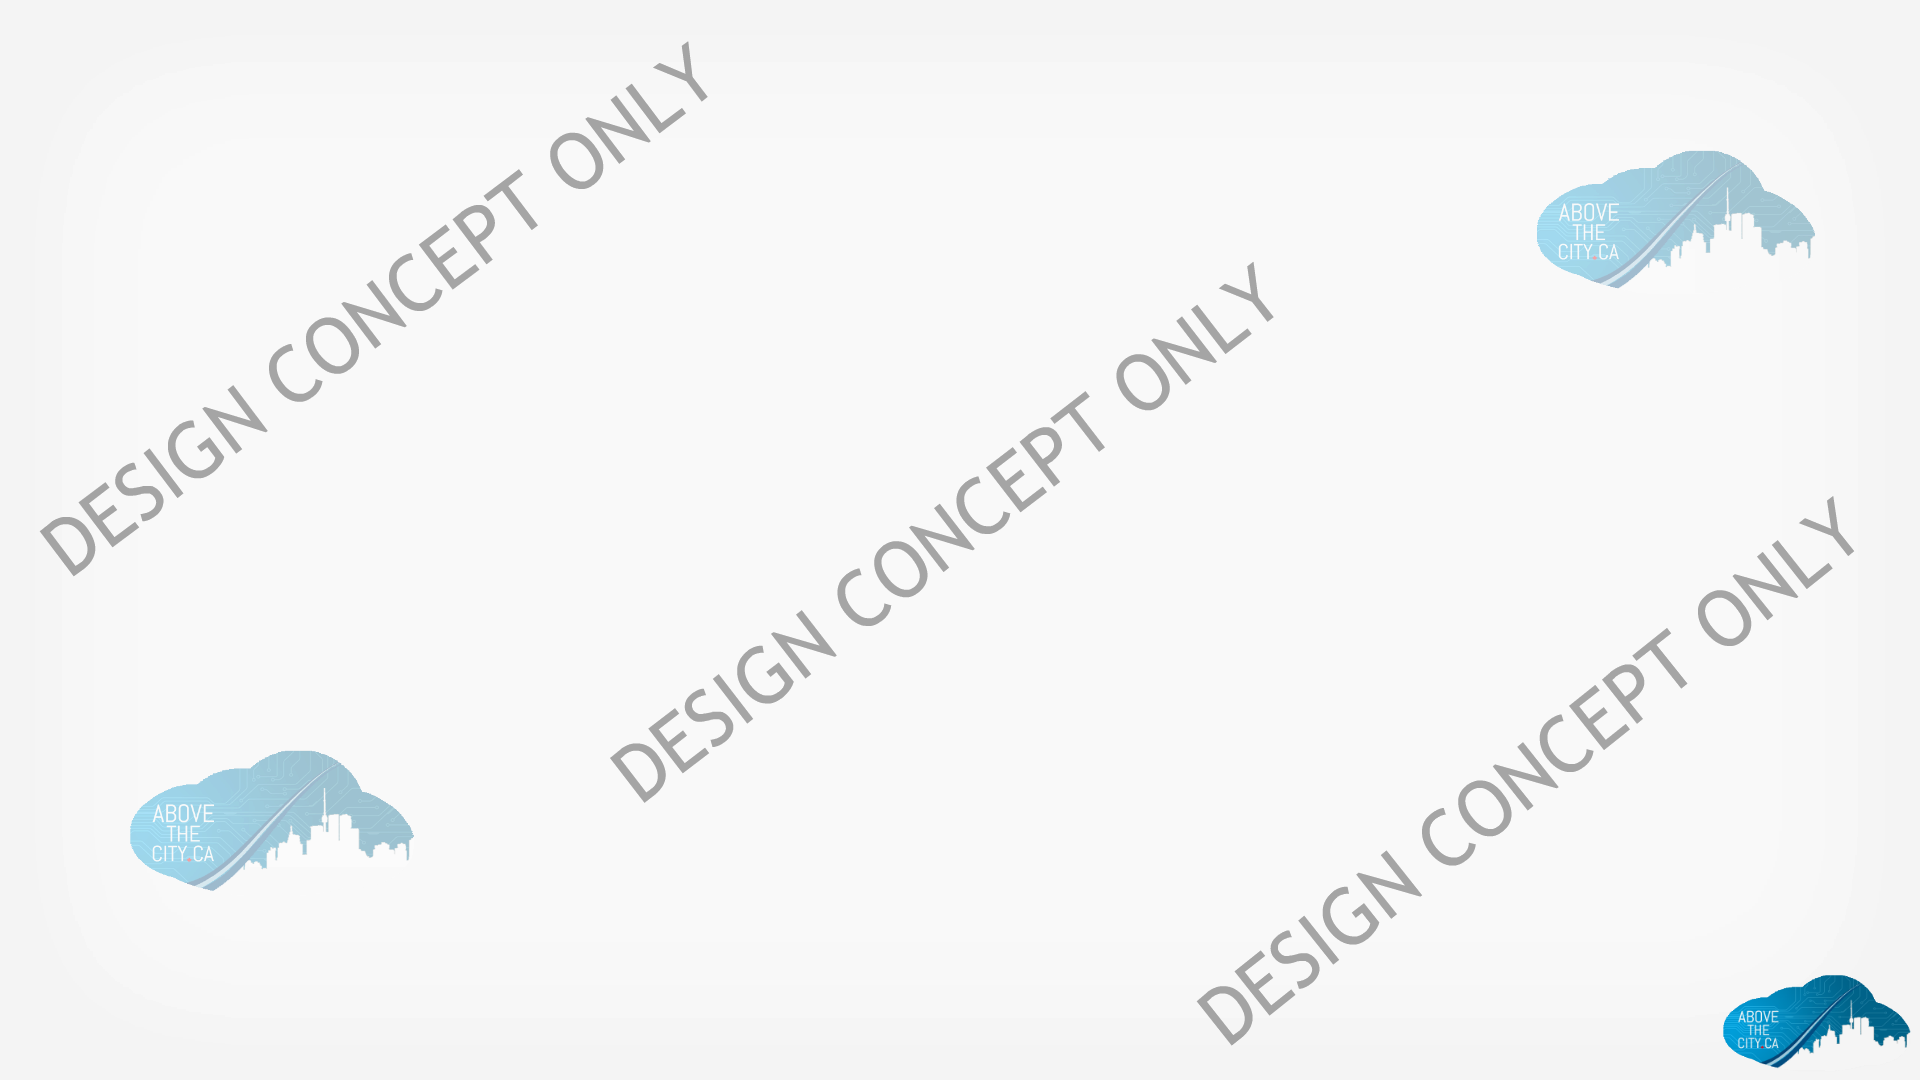 DESIGN CONCEPT ONLY
ABOVE
THE
CITY.CA
DESIGN CONCEPT ONLY
DESIGN CONCEPT ONLY
ABOVE
THE
CITY.CA
ABOVE
THE
CITY.CA